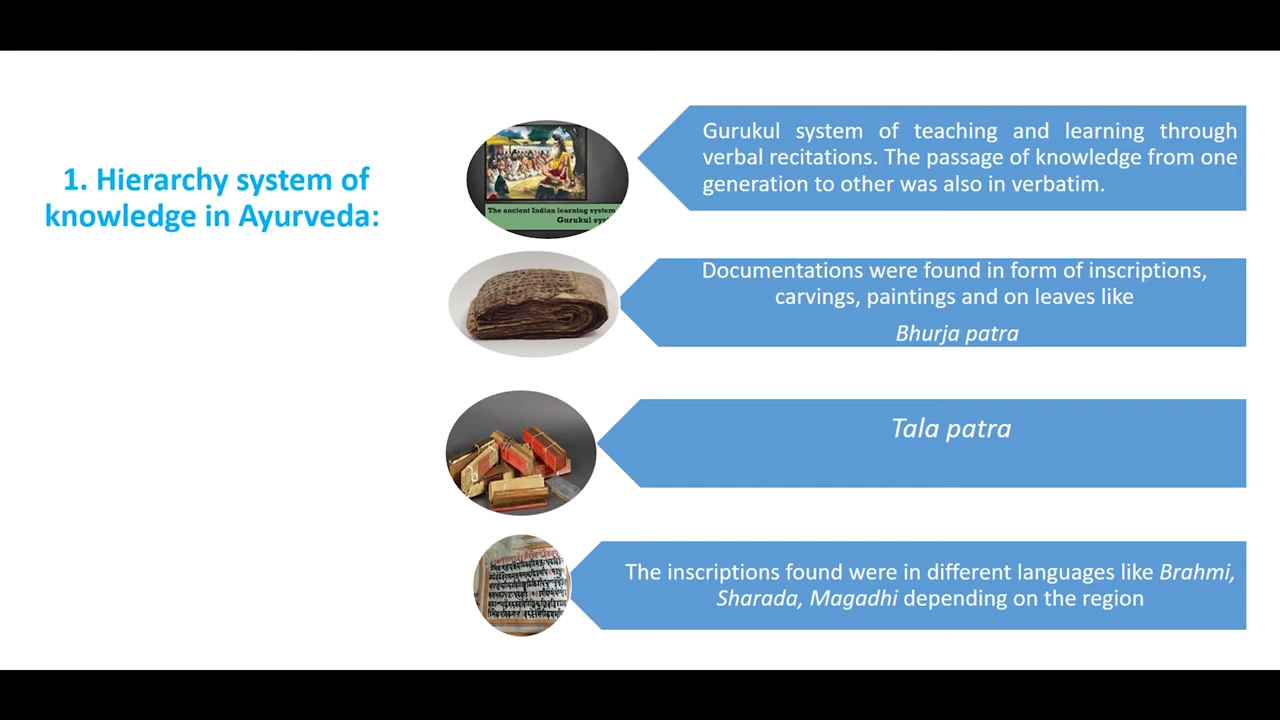 1. Hierarchy system of
knowledge in Ayurveda:
The ancient Indian learning system
Gurukul sys
Gurukul system of teaching and learning through
verbal recitations. The passage of knowledge from one
generation to other was also in verbatim.
Documentations were found in form of inscriptions,
carvings, paintings and on leaves like
Bhurja patra
Tala patra
The inscriptions found were in different languages like Brahmi,
Sharada, Magadhi depending on the region